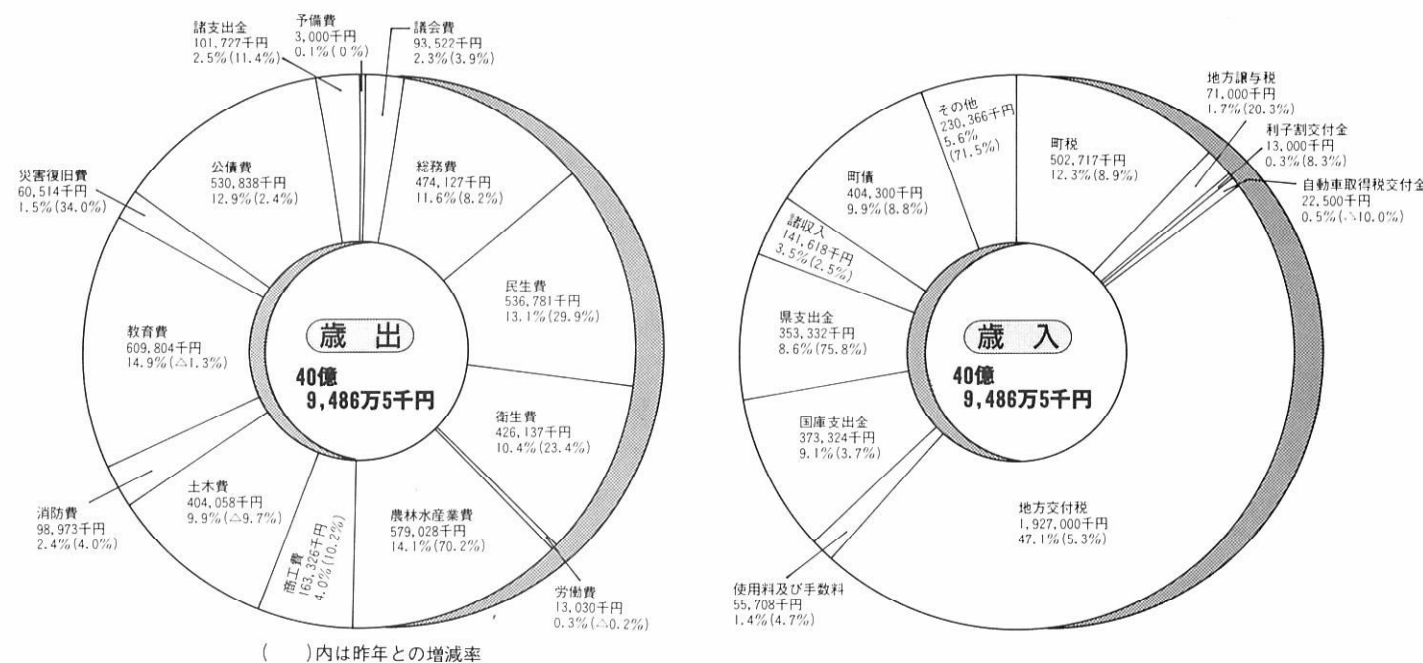 諸支出金
101,727千円
2.5%(11.4%)
予備費
3,000千円
0.1%(0%)
議会費
93,522千円
2.3%(3.9%)
総務費
474,127千円
11.6%(8.2%)
民生費
536,781千円
13.1%(29.9%)
衛生費
426,137千円
10.4%(23.4%)
労働費
13,030千円
0.3%(△0.2%)
農林水産業費
579,028千円
14.1%(70.2%)
商工費
163,326千円
4.0%(10.2%)
土木費
404,058千円
9.9%(△9.7%)
消防費
98,973千円
2.4%(4.0%)
教育費
609,804千円
14.9%(△1.3%)
災害復旧費
60,514千円
1.5%(34.0%)
公債費
530,838千円
12.9%(2.4%)
歳出
40億
9,486万5千円
( )内は昨年との増減率
町税
502,717千円
12.3%(8.9%)
地方譲与税
71,000千円
1.7%(20.3%)
利子割交付金
13,000千円
0.3%(8.3%)
自動車取得税交付金
22,500千円
0.5%(△10.0%)
地方交付税
1,927,000千円
47.1%(5.3%)
使用料及び手数料
55,708千円
1.4%(4.7%)
国庫支出金
373,324千円
9.1%(3.7%)
県支出金
353,332千円
8.6%(75.8%)
諸収入
141,618千円
3.5%(2.5%)
町債
404,300千円
9.9%(8.8%)
その他
230,366千円
5.6%
(71.5%)
歳入
40億
9,486万5千円